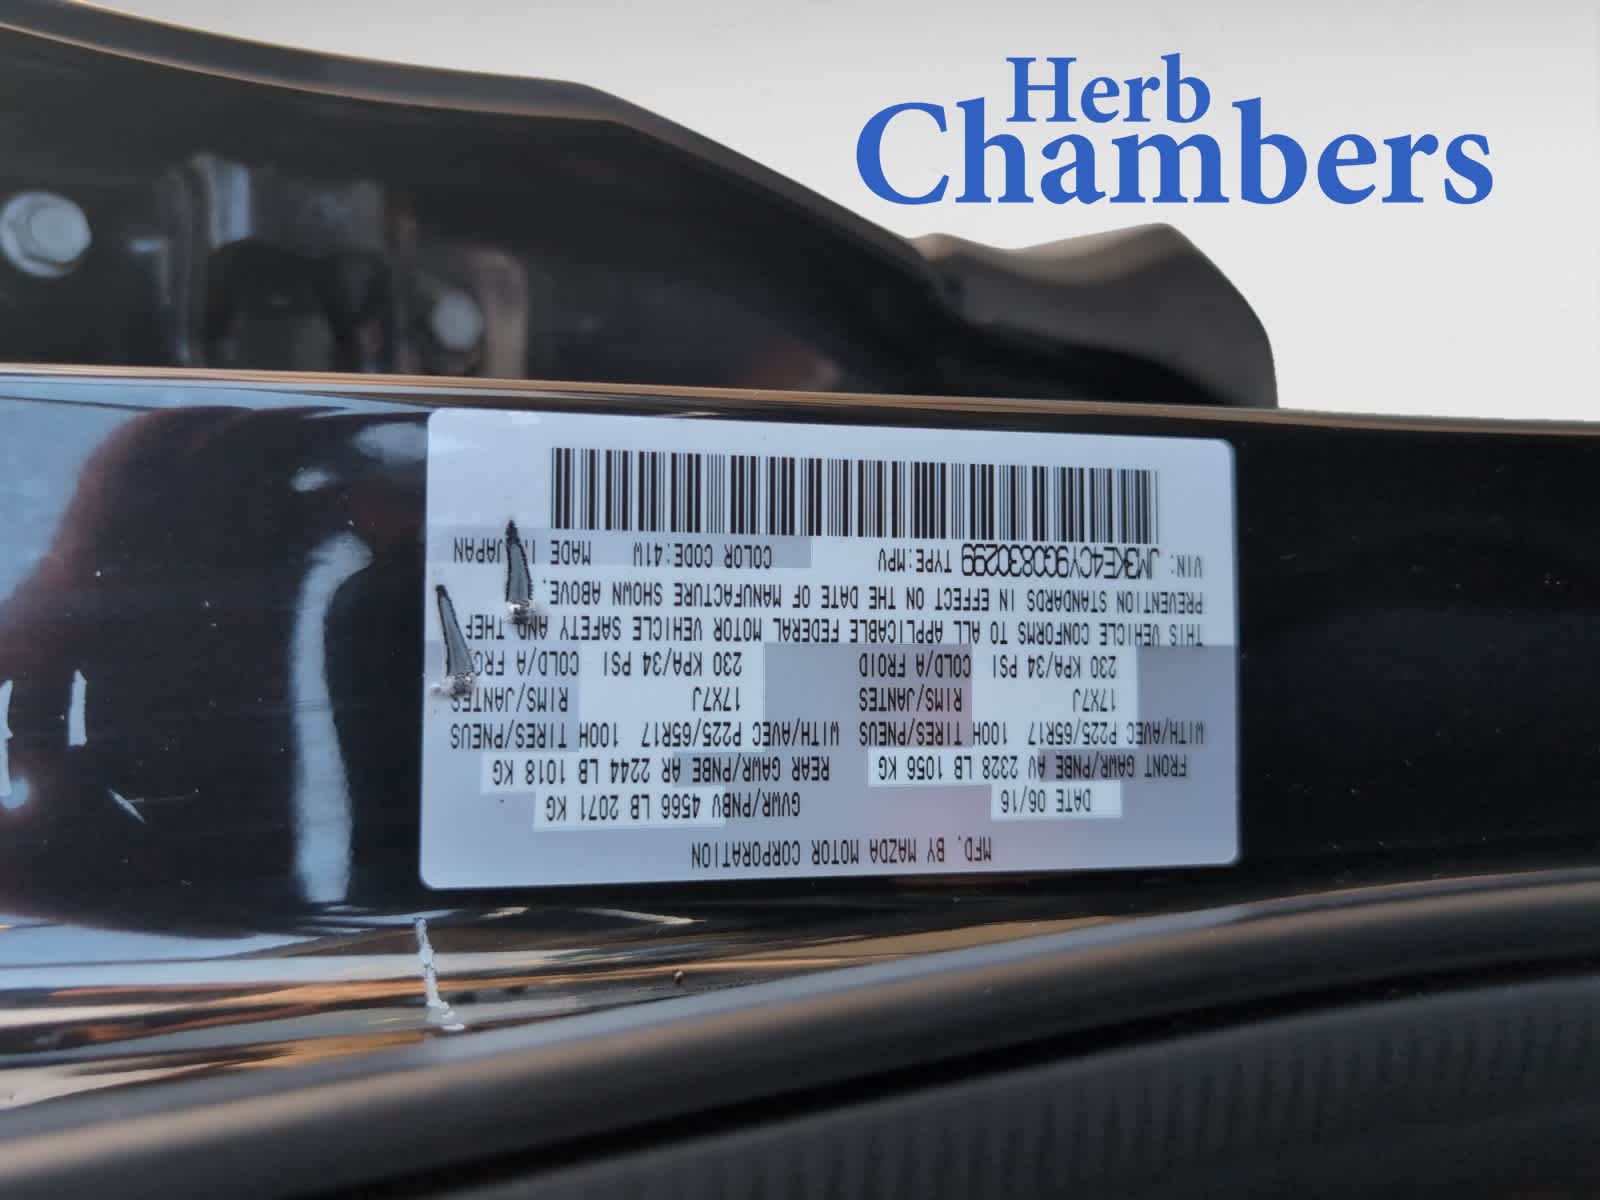 Herb
Chambers
MFD. BY MAZDA MOTOR CORPORATION
DATE 06/16 GVWR/PNBV 4566 LB 2071 KG
FRONT GAWR/PNBE AV 2328 LB 1056 KG REAR GAWR/PNBE AR 2244 LB 1018 KG
WITH/AVEC P225/65R17 100H TIRES/PNEUS WITH/AVEC P225/65R17 100H TIRES/PNEUS
17X7J RIMS/JANTES 17X7J RIMS/JANTES
230 KPA/34 PSI COLD/A FROID 230 KPA/34 PSI COLD/A FROID
THIS VEHICLE CONFORMS TO ALL APPLICABLE FEDERAL MOTOR VEHICLE SAFETY AND THEFT
PREVENTION STANDARDS IN EFFECT ON THE DATE OF MANUFACTURE SHOWN ABOVE.
VIN: JM3KE4CY9G0830299 TYPE:MPV COLOR CODE:41W MADE IN JAPAN